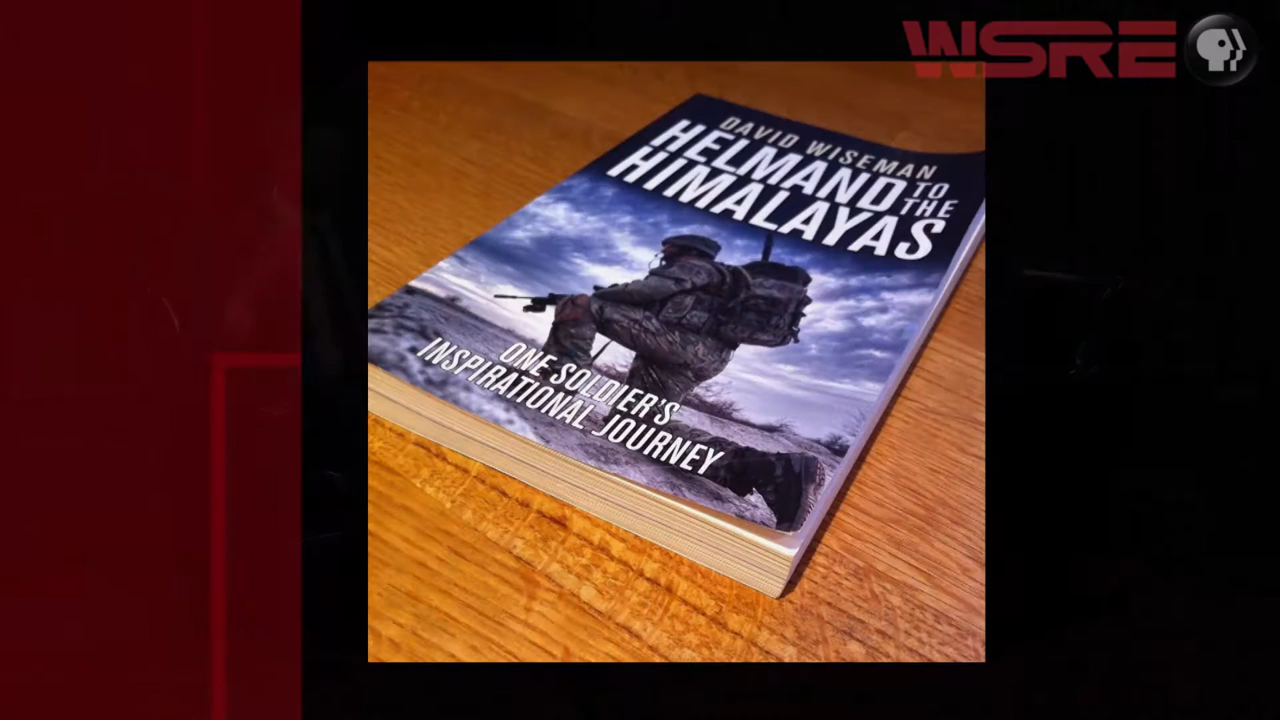 WSRE
DAVID WISEMAN
HELMAND TO
THE
HIMALAYAS
ONE SOLDIER'S
INSPIRATIONAL JOURNEY